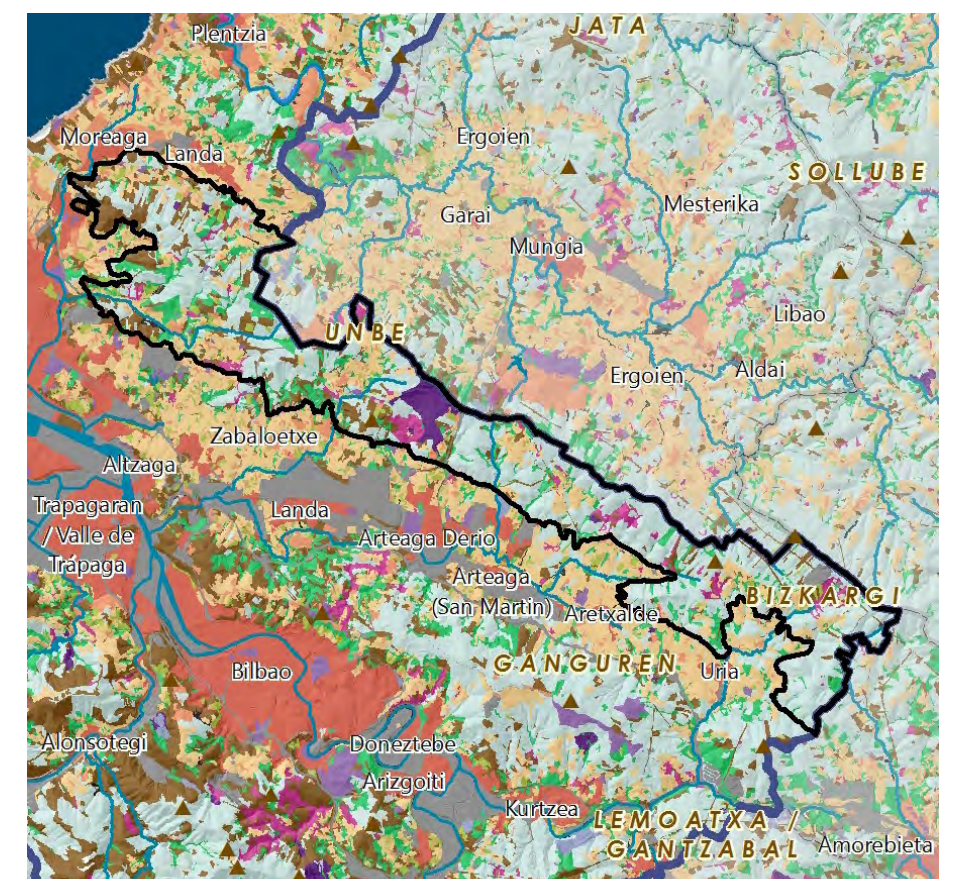 JATA
Plentzia
Moreaga
Landa
Ergoien
SOLLUBE
Garai
Mesterika
Mungia
Libao
UNBE
Ergoien
Aldai
Zabaloetxe
Altzaga
Trapagaran
/ Valle de
Trápaga
Landa
Arteaga Derio
Arteaga
(San Martin)
Aretxalde
BIZKARGI
GANGUREN
Uria
Bilbao
Alonsotegi
Doneztebe
Arizgoiti
Kurtzea
LEMOATXA /
GANTZABAL
Amorebieta